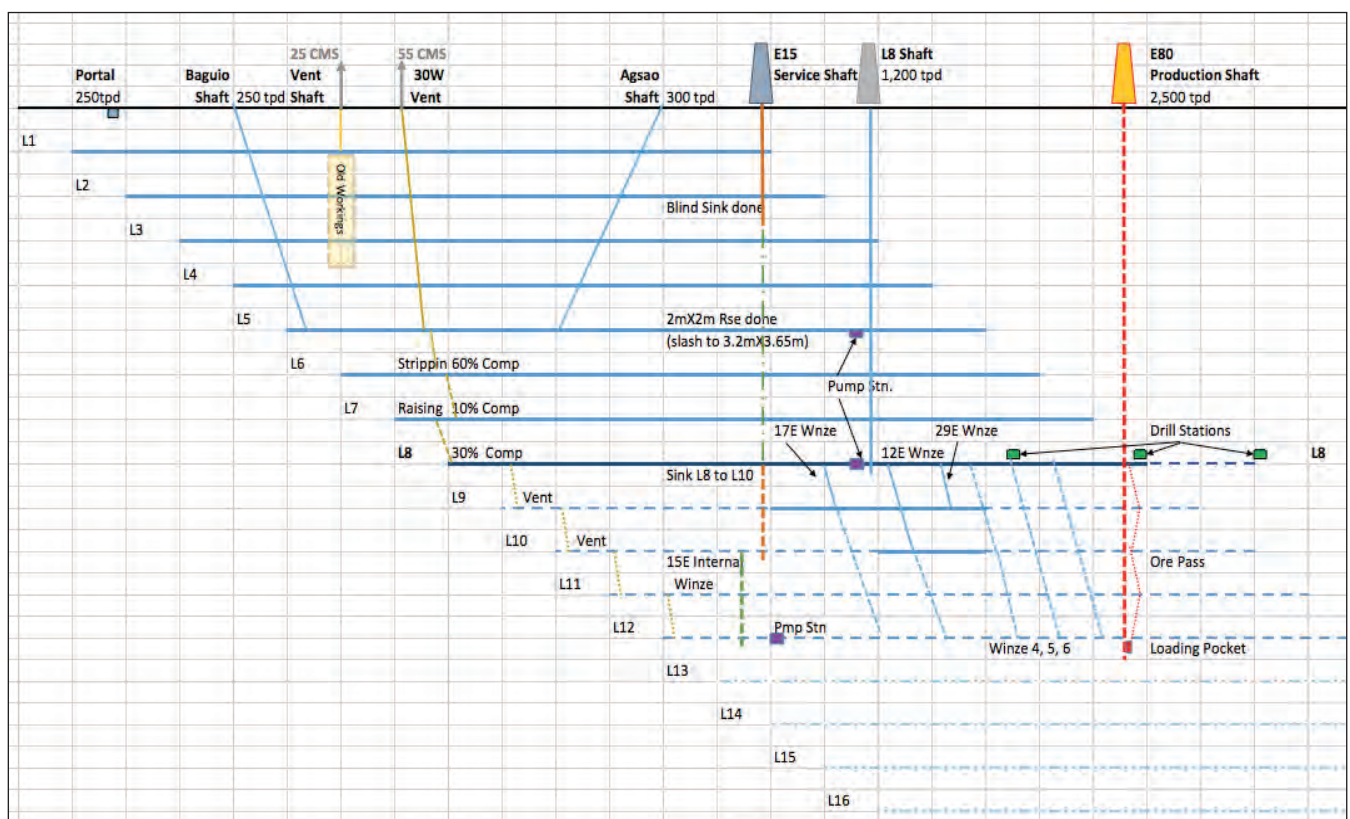 25 CMS
55 CMS
E15
L8 Shaft
E80
Portal
Baguio
Vent
30W
Agsao
Service Shaft
1,200 tpd
Production Shaft
250tpd
Shaft
250 tpd
Shaft
Vent
Shaft
300 tpd
2,500 tpd
L1
Old Workings
L2
Blind Sink done
L3
L4
L5
2mX2m Rse done
(slash to 3.2mX3.65m)
L6
Strippin 60% Comp
Pump Stn.
L7
Raising 10% Comp
17E Wnze
29E Wnze
Drill Stations
L8
30% Comp
12E Wnze
L8
Sink L8 to L10
L9
Vent
L10
Vent
15E Interna
Ore Pass
L11
Winze
L12
Pmp Stn
Winze 4, 5, 6
Loading Pocket
L13
L14
L15
L16